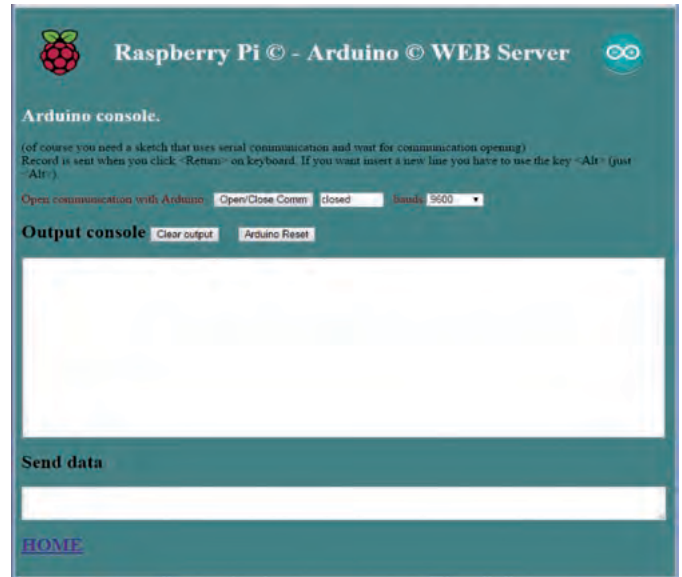 Raspberry Pi © - Arduino © WEB Server
Arduino console.
(of course you need a sketch that uses serial communication and wait for communication opening)
Record is sent when you click <Return> on keyboard. If you want insert a new line you have to use the key <Alt> (just
<Alt>).
Open communication with Arduino Open/Close Comm closed Bauds 9600
Output console Clear output Arduino Reset
Send data
HOME